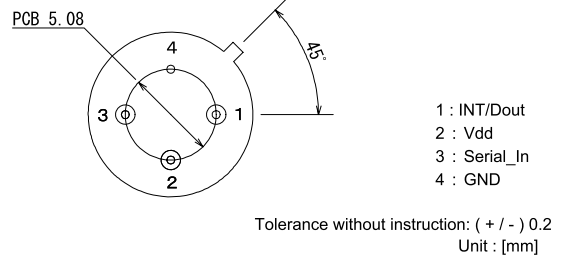 PCB 5.08
4
45°
3
1
2
1 : INT/Dout
2 : Vdd
3 : Serial_In
4 : GND
Tolerance without instruction: ( + / - ) 0.2
Unit : [mm]